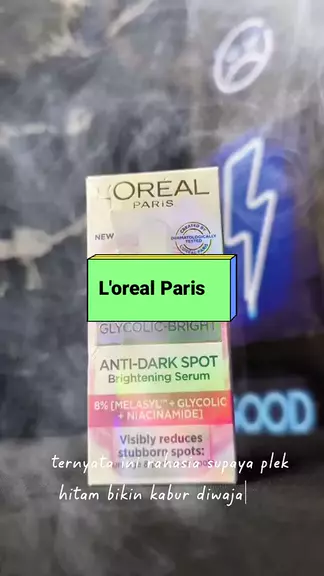 L'ORÉAL
PARIS
NEW
DERMATOLOGICALLY
TESTED
L'oreal Paris
GLYCOLIC-BRIGHT
ANTI-DARK SPOT
Brightening Serum
8% [MELASYL™ + GLYCOLIC
+ NIACINAMIDE]
Visibly reduces
stubborn spots:
OOD
ternyata ini rahasia supaya plek
hitam bikin kabur diwaja